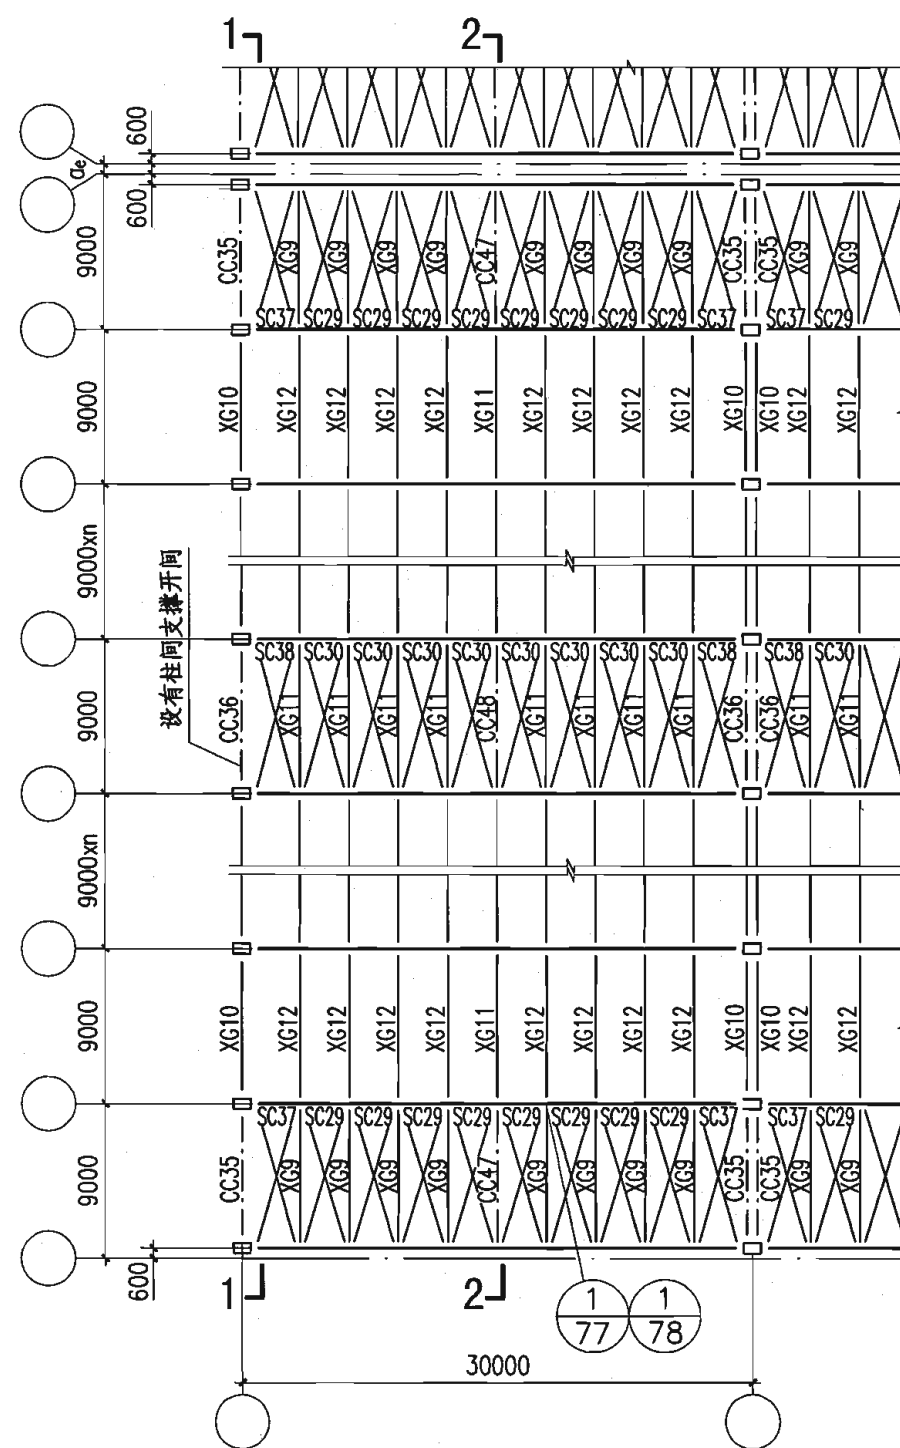 1 2
600
ae
600
9000
CC35 XG9 XG9 XG9 XG9 CC47 XG9 XG9 XG9 XG9 CC35 CC35 XG9 XG9
SC37 SC29 SC29 SC29 SC29 SC29 SC29 SC29 SC29 SC37 SC37 SC29
9000
XG10 XG12 XG12 XG12 XG12 XG11 XG12 XG12 XG12 XG12 XG10 XG10 XG12 XG12
9000xn
设有柱间支撑开间
SC38 SC30 SC30 SC30 SC30 SC30 SC30 SC30 SC30 SC38 SC38 SC30
9000
CC36 XG11 XG11 XG11 XG11 CC48 XG11 XG11 XG11 XG11 CC36 CC36 XG11 XG11
9000xn
9000
XG10 XG12 XG12 XG12 XG12 XG11 XG12 XG12 XG12 XG12 XG10 XG10 XG12 XG12
SC37 SC29 SC29 SC29 SC29 SC29 SC29 SC29 SC29 SC37 SC37 SC29
9000
CC35 XG9 XG9 XG9 XG9 CC47 XG9 XG9 XG9 XG9 CC35 CC35 XG9 XG9
600
1 2
1 1
77 78
30000